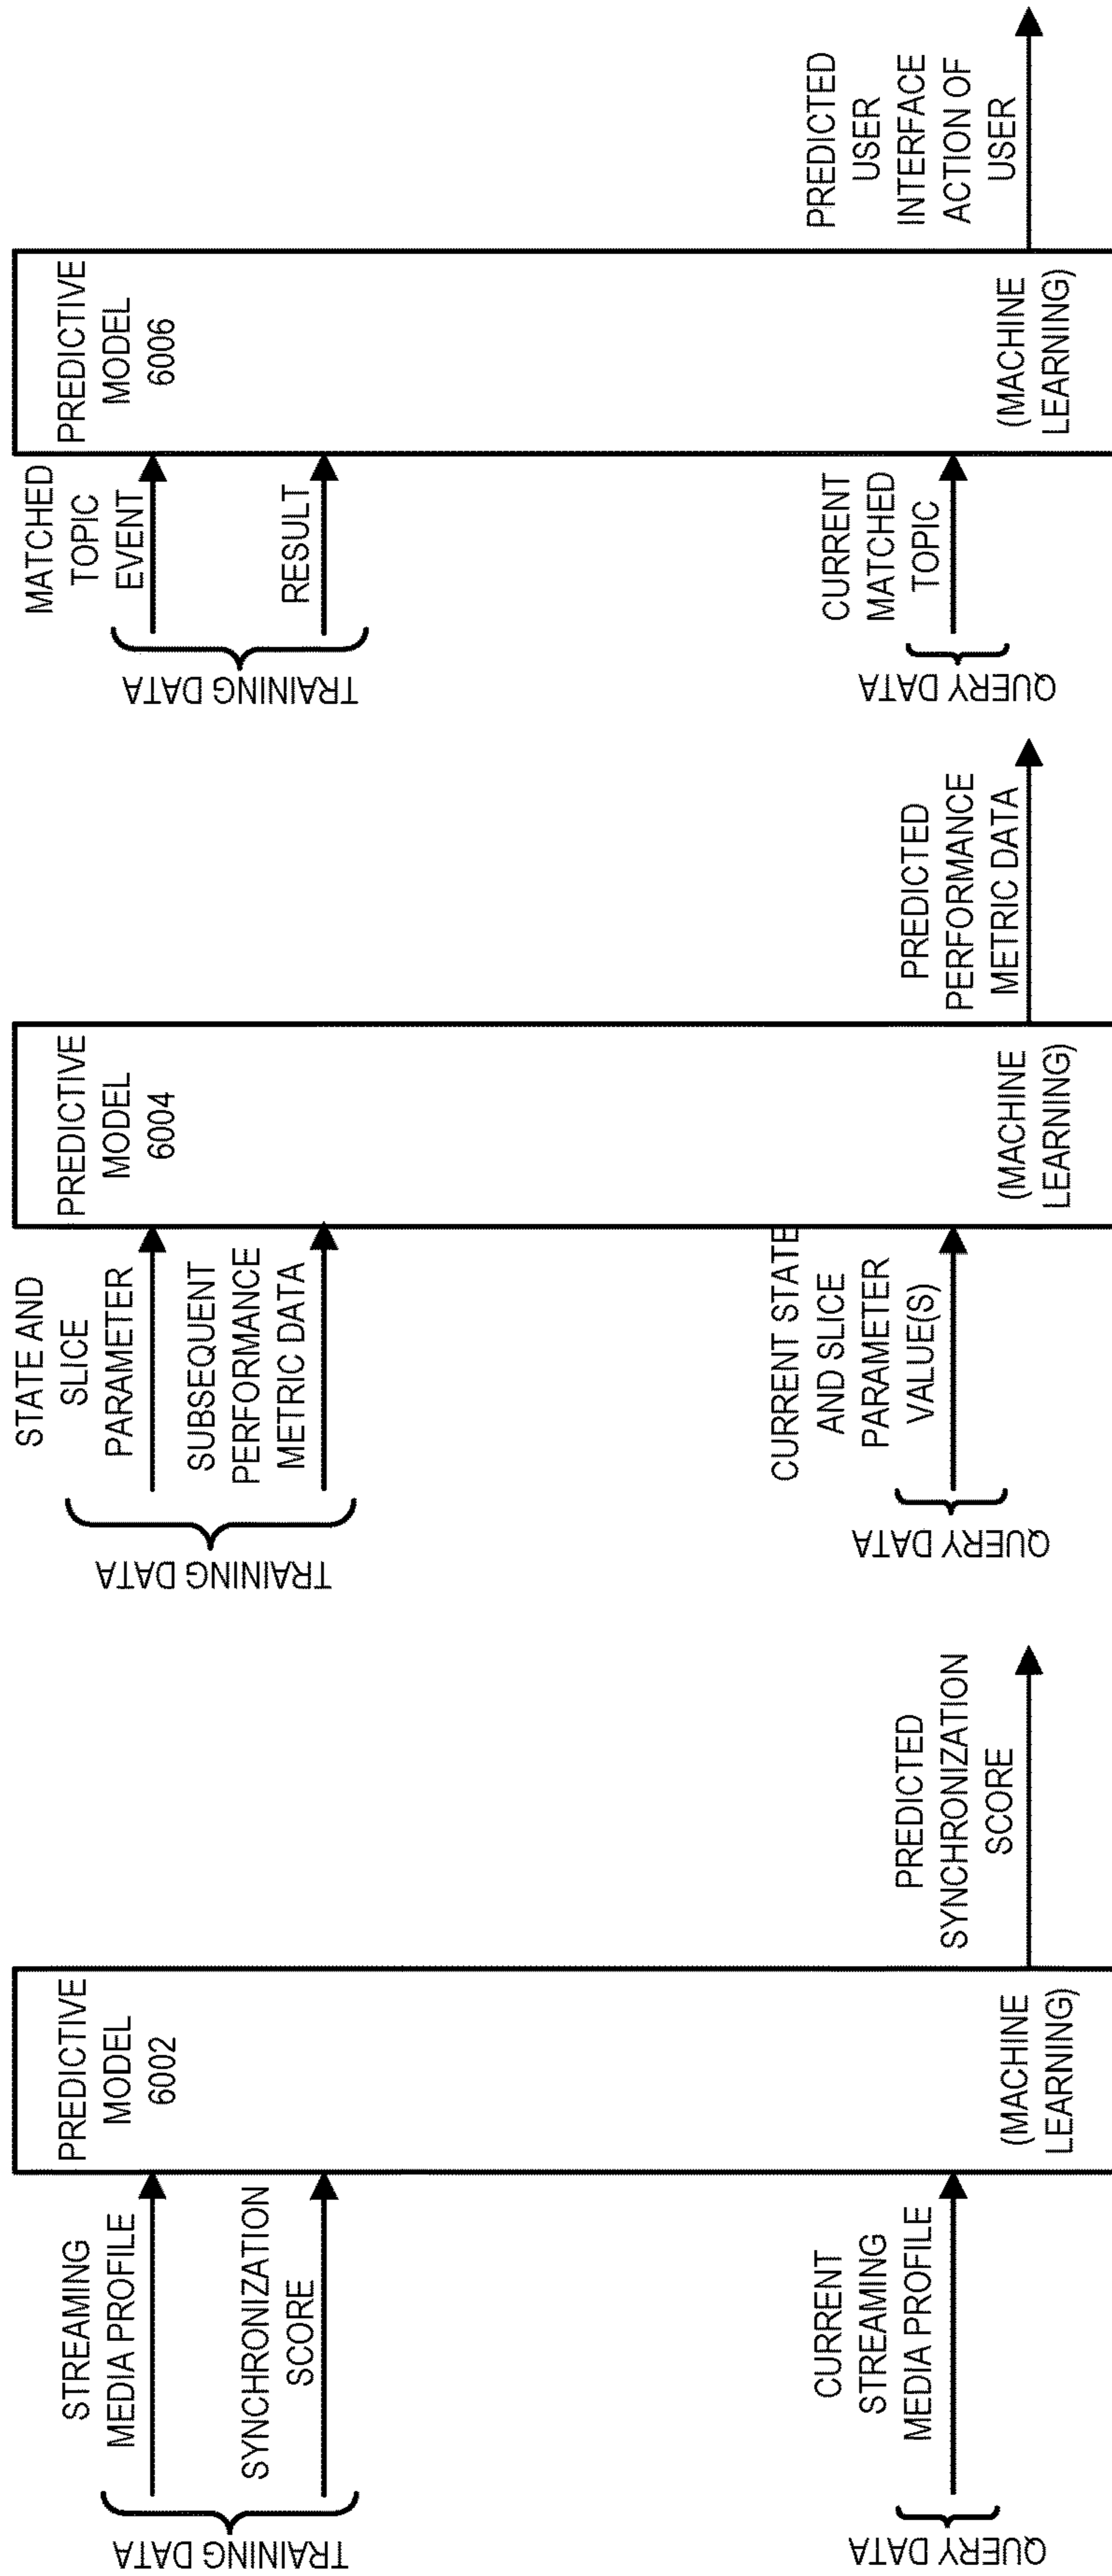 TRAINING DATA
STREAMING
MEDIA PROFILE
SYNCHRONIZATION
SCORE
QUERY DATA
CURRENT
STREAMING
MEDIA PROFILE
PREDICTIVE
MODEL
6002
(MACHINE
LEARNING)
PREDICTED
SYNCHRONIZATION
SCORE
TRAINING DATA
STATE AND
SLICE
PARAMETER
SUBSEQUENT
PERFORMANCE
METRIC DATA
QUERY DATA
CURRENT STATE
AND SLICE
PARAMETER
VALUE(S)
PREDICTIVE
MODEL
6004
(MACHINE
LEARNING)
PREDICTED
PERFORMANCE
METRIC DATA
TRAINING DATA
MATCHED
TOPIC
EVENT
RESULT
QUERY DATA
CURRENT
MATCHED
TOPIC
PREDICTIVE
MODEL
6006
(MACHINE
LEARNING)
PREDICTED
USER
INTERFACE
ACTION OF
USER